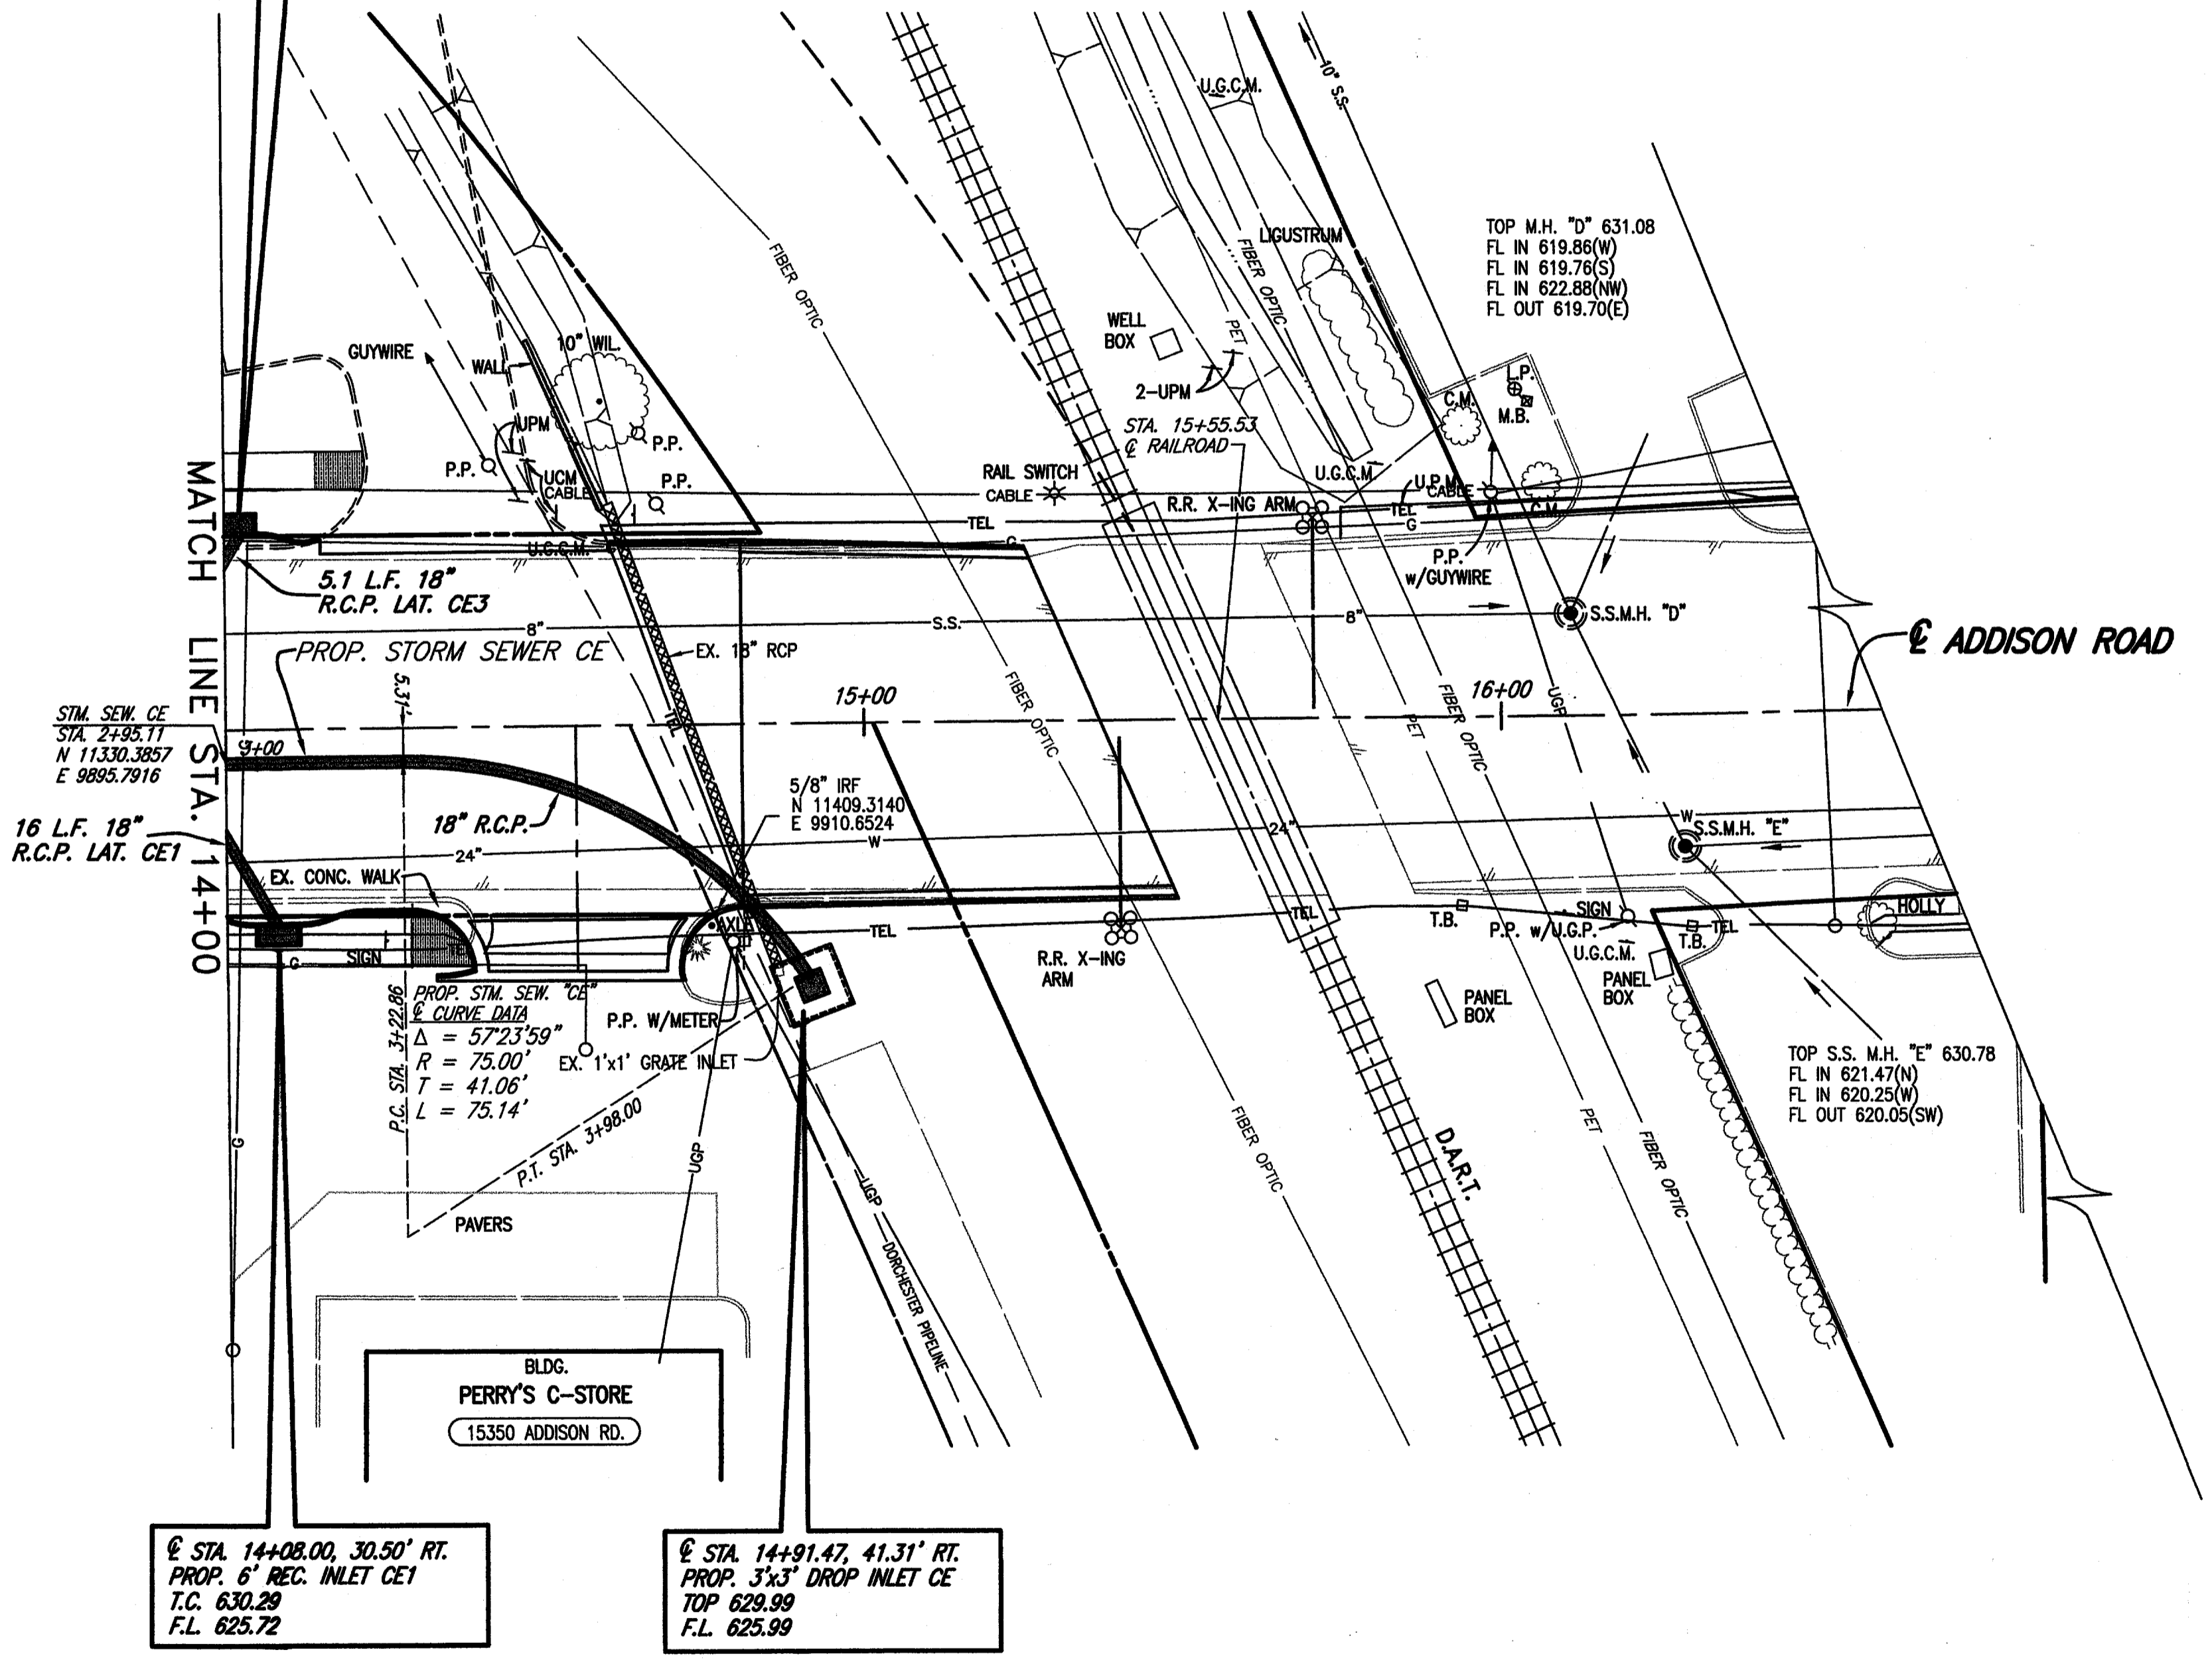 U.G.C.M.
10" S.S.
FIBER OPTIC
FIBER OPTIC
LIGUSTRUM
TOP M.H. "D" 631.08
FL IN 619.86(W)
FL IN 619.76(S)
FL IN 622.88(NW)
FL OUT 619.70(E)
WELL
BOX
PET
2-UPM
GUYWIRE
WALL
10" WIL.
UPM
P.P.
P.P.
P.P.
UCM
CABLE
L.P.
C.M.
M.B.
STA. 15+55.53
℄ RAILROAD
RAIL SWITCH
CABLE
R.R. X-ING ARM
U.G.C.M.
U.P.M.
CABLE
TEL
TEL
G
G
C.M.
U.G.C.M.
P.P.
w/GUYWIRE
5.1 L.F. 18"
R.C.P. LAT. CE3
8"
S.S.
8"
S.S.M.H. "D"
℄ ADDISON ROAD
MATCH LINE STA. 14+00
PROP. STORM SEWER CE
EX. 18" RCP
5.31'
TEL
FIBER OPTIC
15+00
16+00
UGP
FIBER OPTIC
PET
STM. SEW. CE
STA. 2+95.11
N 11330.3857
E 9895.7916
3+00
5/8" IRF
N 11409.3140
E 9910.6524
16 L.F. 18"
R.C.P. LAT. CE1
18" R.C.P.
24"
W
24"
W
S.S.M.H. "E"
EX. CONC. WALK
AXLE
TEL
TEL
T.B.
SIGN
P.P. w/U.G.P.
T.B.
TEL
HOLLY
G
SIGN
R.R. X-ING
ARM
U.G.C.M.
PANEL
BOX
PANEL
BOX
PROP. STM. SEW. "CE"
℄ CURVE DATA
Δ = 57°23'59"
R = 75.00'
T = 41.06'
L = 75.14'
P.C. STA. 3+22.86
P.P. W/METER
EX. 1'x1' GRATE INLET
P.T. STA. 3+98.00
TOP S.S. M.H. "E" 630.78
FL IN 621.47(N)
FL IN 620.25(W)
FL OUT 620.05(SW)
G
UGP
UGP
FIBER OPTIC
D.A.R.T.
PET
FIBER OPTIC
PAVERS
DORCHESTER PIPELINE
BLDG.
PERRY'S C-STORE
15350 ADDISON RD.
℄ STA. 14+08.00, 30.50' RT.
PROP. 6' REC. INLET CE1
T.C. 630.29
F.L. 625.72
℄ STA. 14+91.47, 41.31' RT.
PROP. 3'x3' DROP INLET CE
TOP 629.99
F.L. 625.99